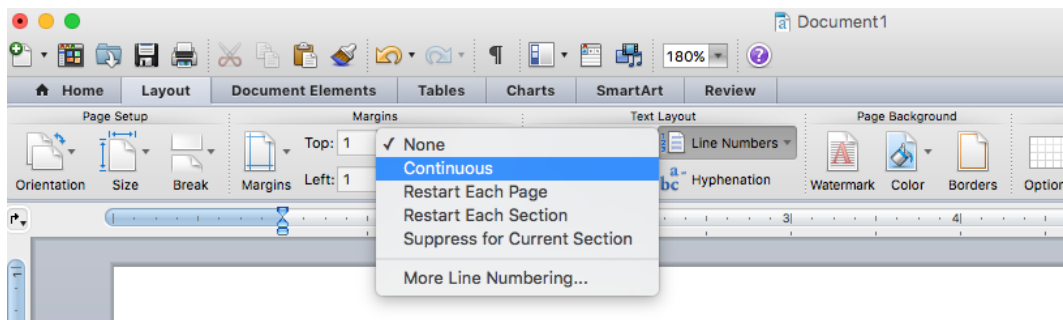 Document1
180%
Home Layout Document Elements Tables Charts SmartArt Review
Page Setup Margins Text Layout Page Background
Orientation Size Break Margins
Top: 1
Left: 1
✓ None
Continuous
Restart Each Page
Restart Each Section
Suppress for Current Section
More Line Numbering...
Line Numbers
Hyphenation
Watermark Color Borders Option
3 4
1